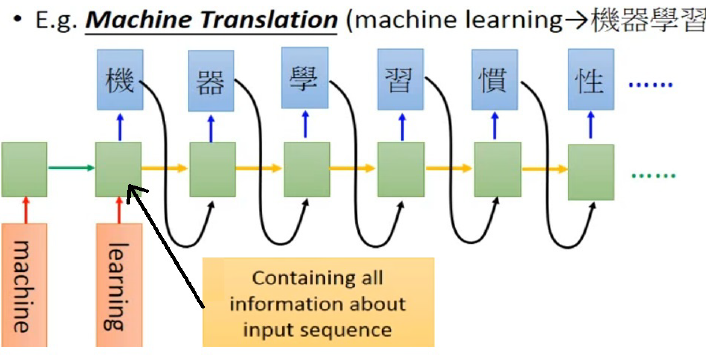 • E.g. Machine Translation (machine learning→機器學習
機 器 學 習 慣 性 ……
……
machine
learning
Containing all
information about
input sequence